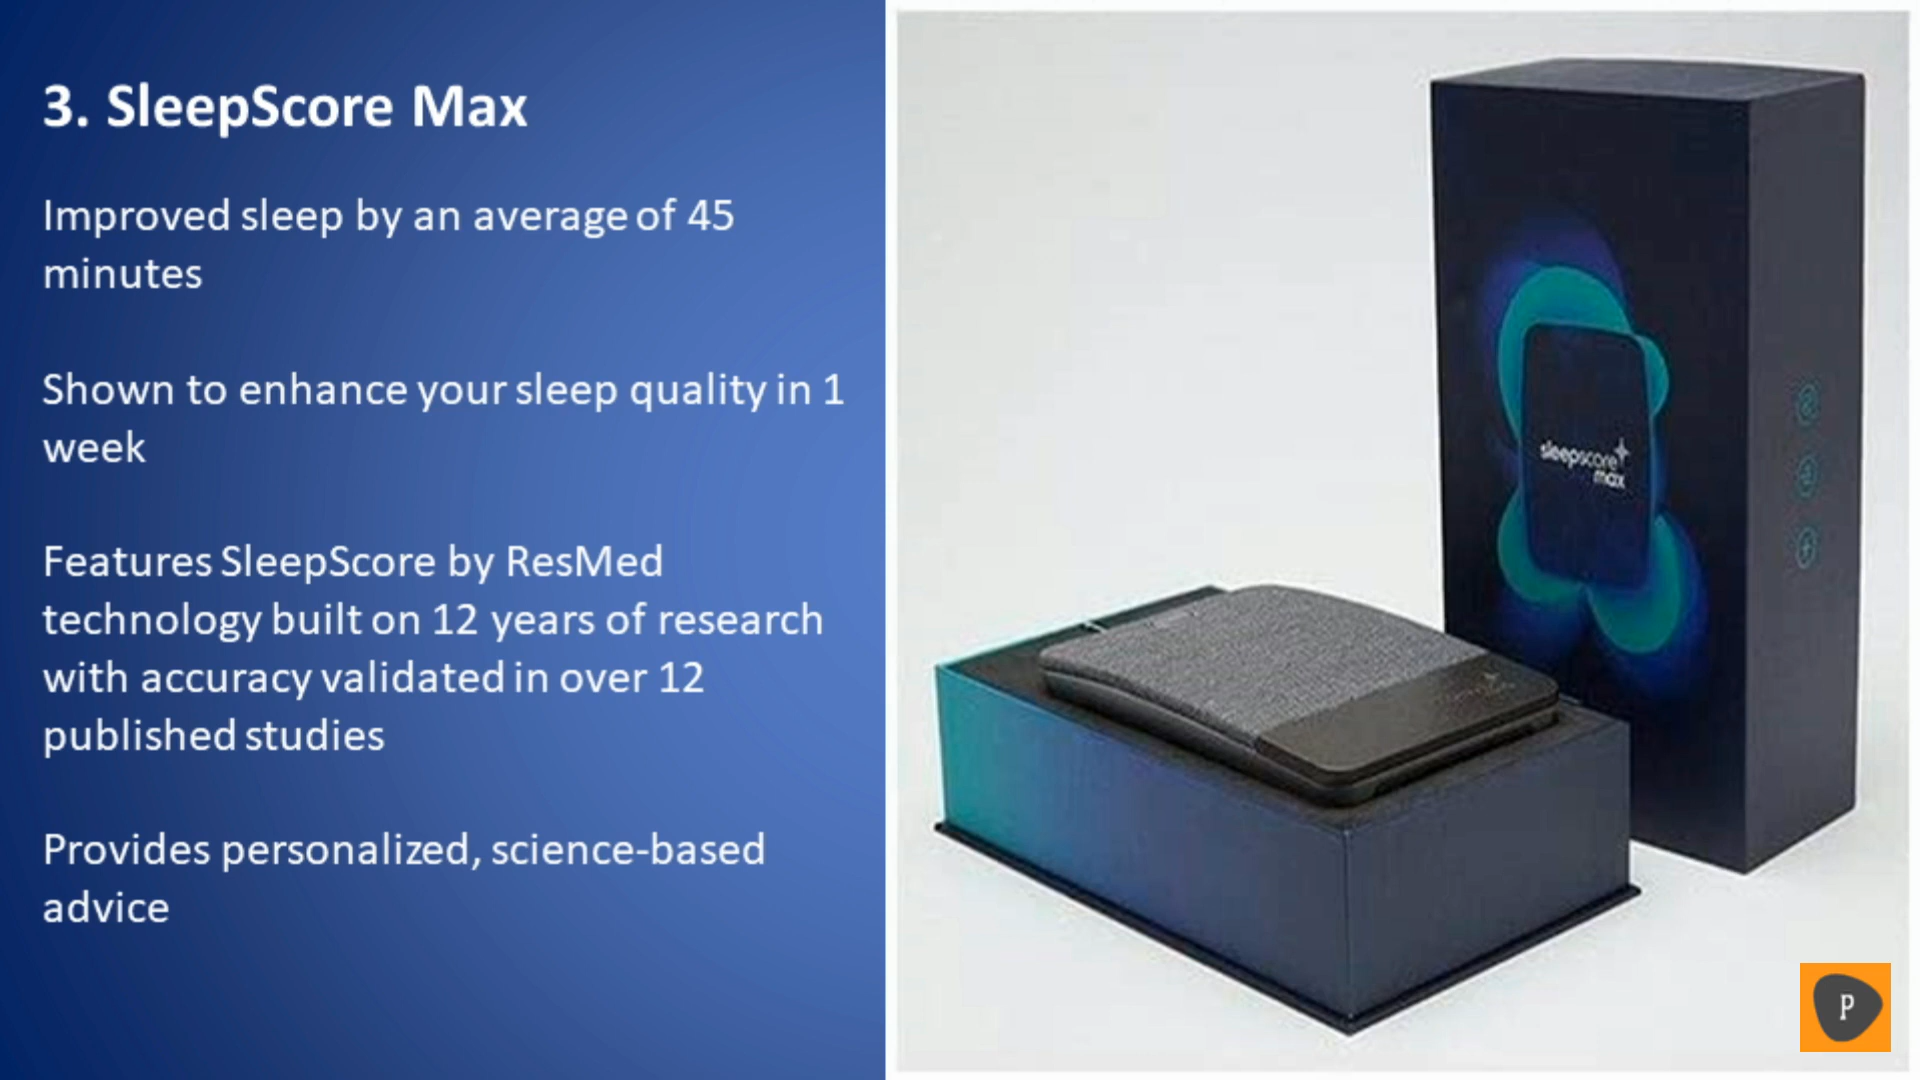 3. SleepScore Max
Improved sleep by an average of 45
minutes
Shown to enhance your sleep quality in 1
week
Features SleepScore by ResMed
technology built on 12 years of research
with accuracy validated in over 12
published studies
Provides personalized, science-based
advice
sleepscore
max
P